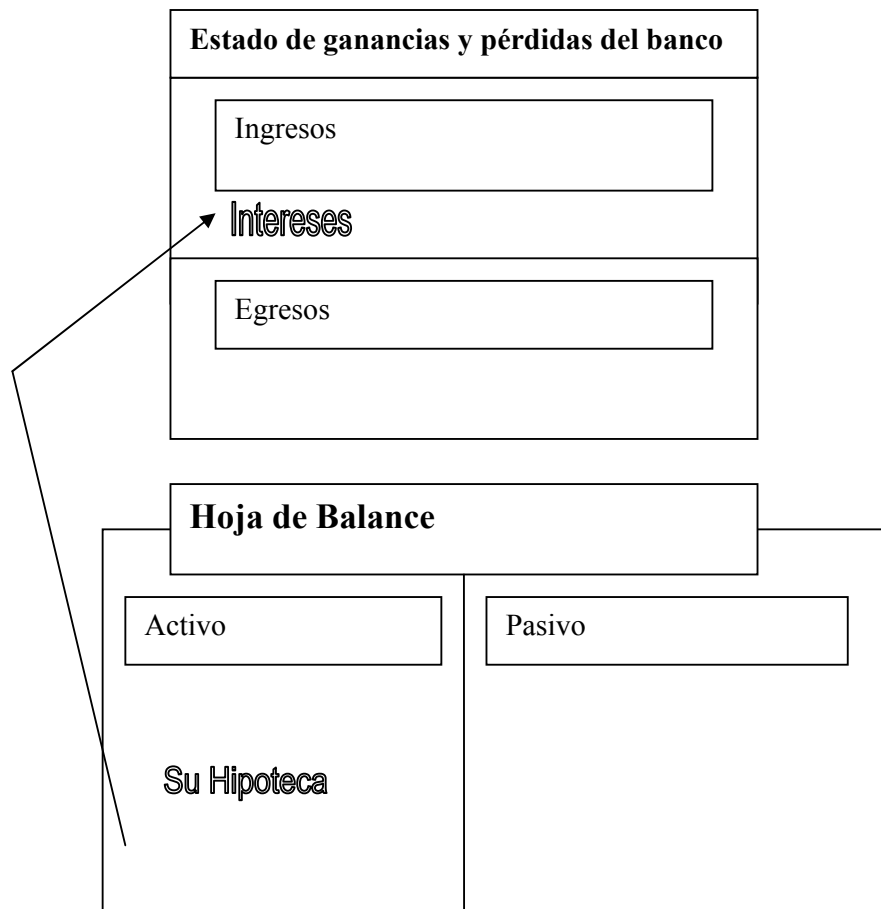 Estado de ganancias y pérdidas del banco
Ingresos
Intereses
Egresos
Hoja de Balance
Activo
Pasivo
Su Hipoteca